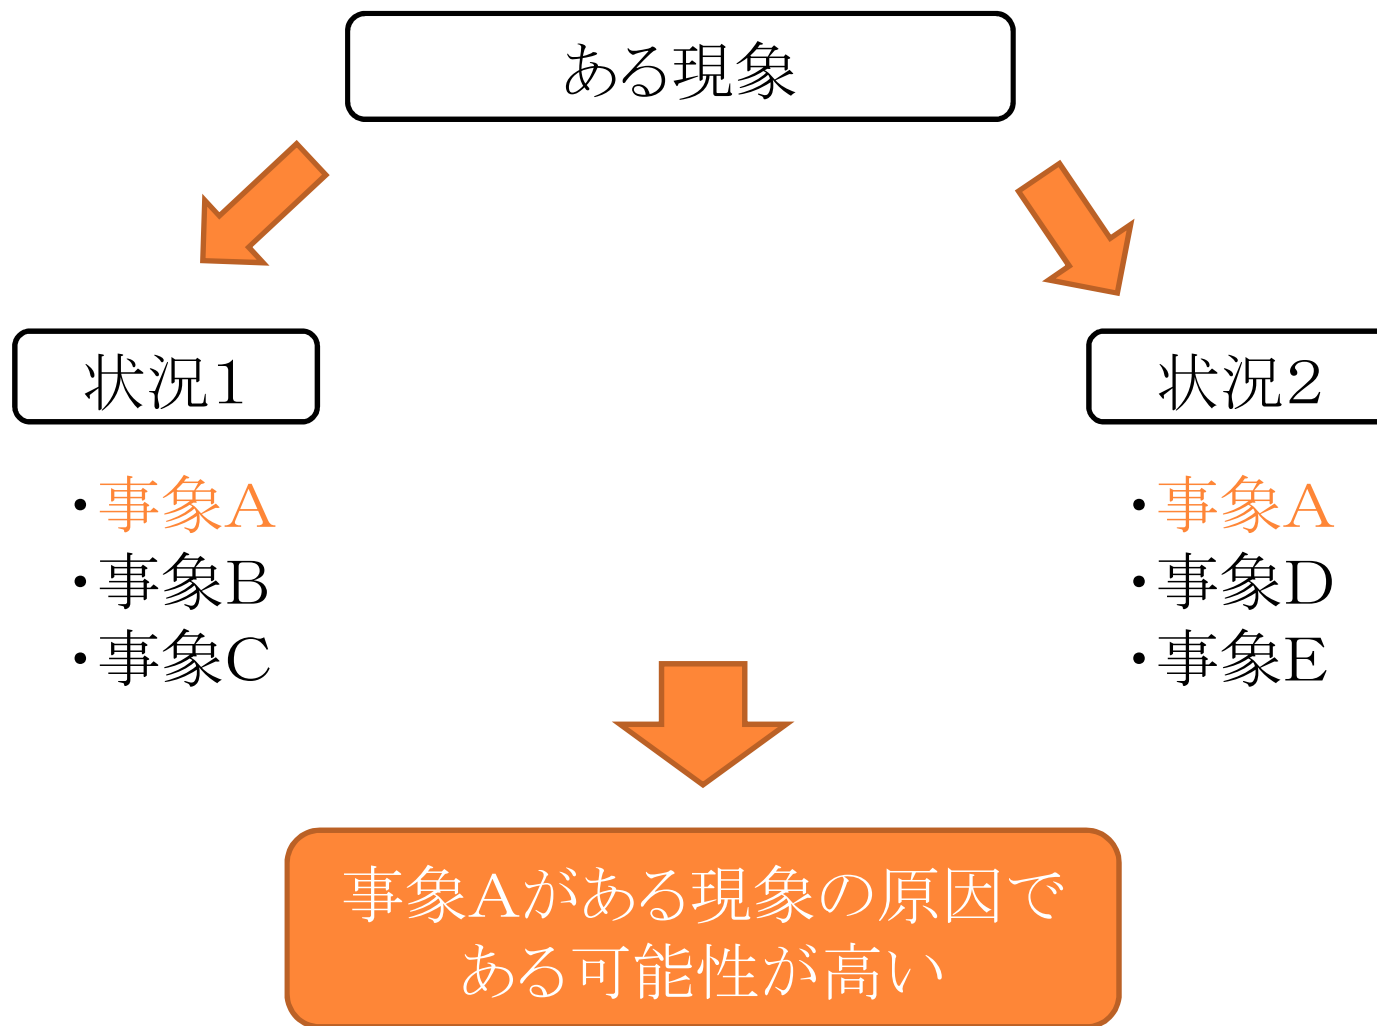 ある現象
状況1
状況2
・事象A
・事象B
・事象C
・事象A
・事象D
・事象E
事象Aがある現象の原因で
ある可能性が高い